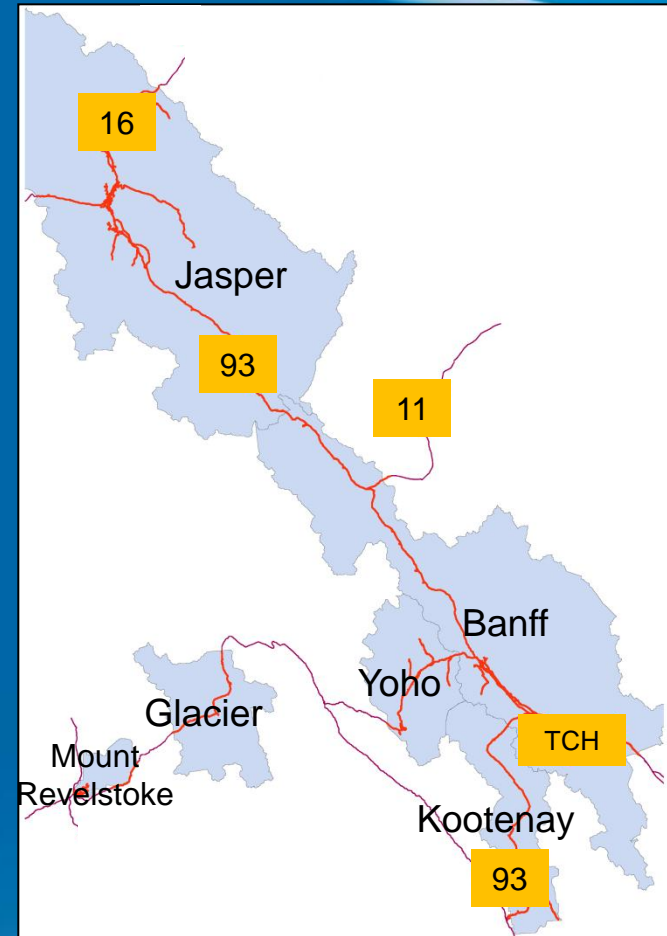 16
Jasper
93
11
Banff
Yoho
Glacier
TCH
Mount
Revelstoke
Kootenay
93